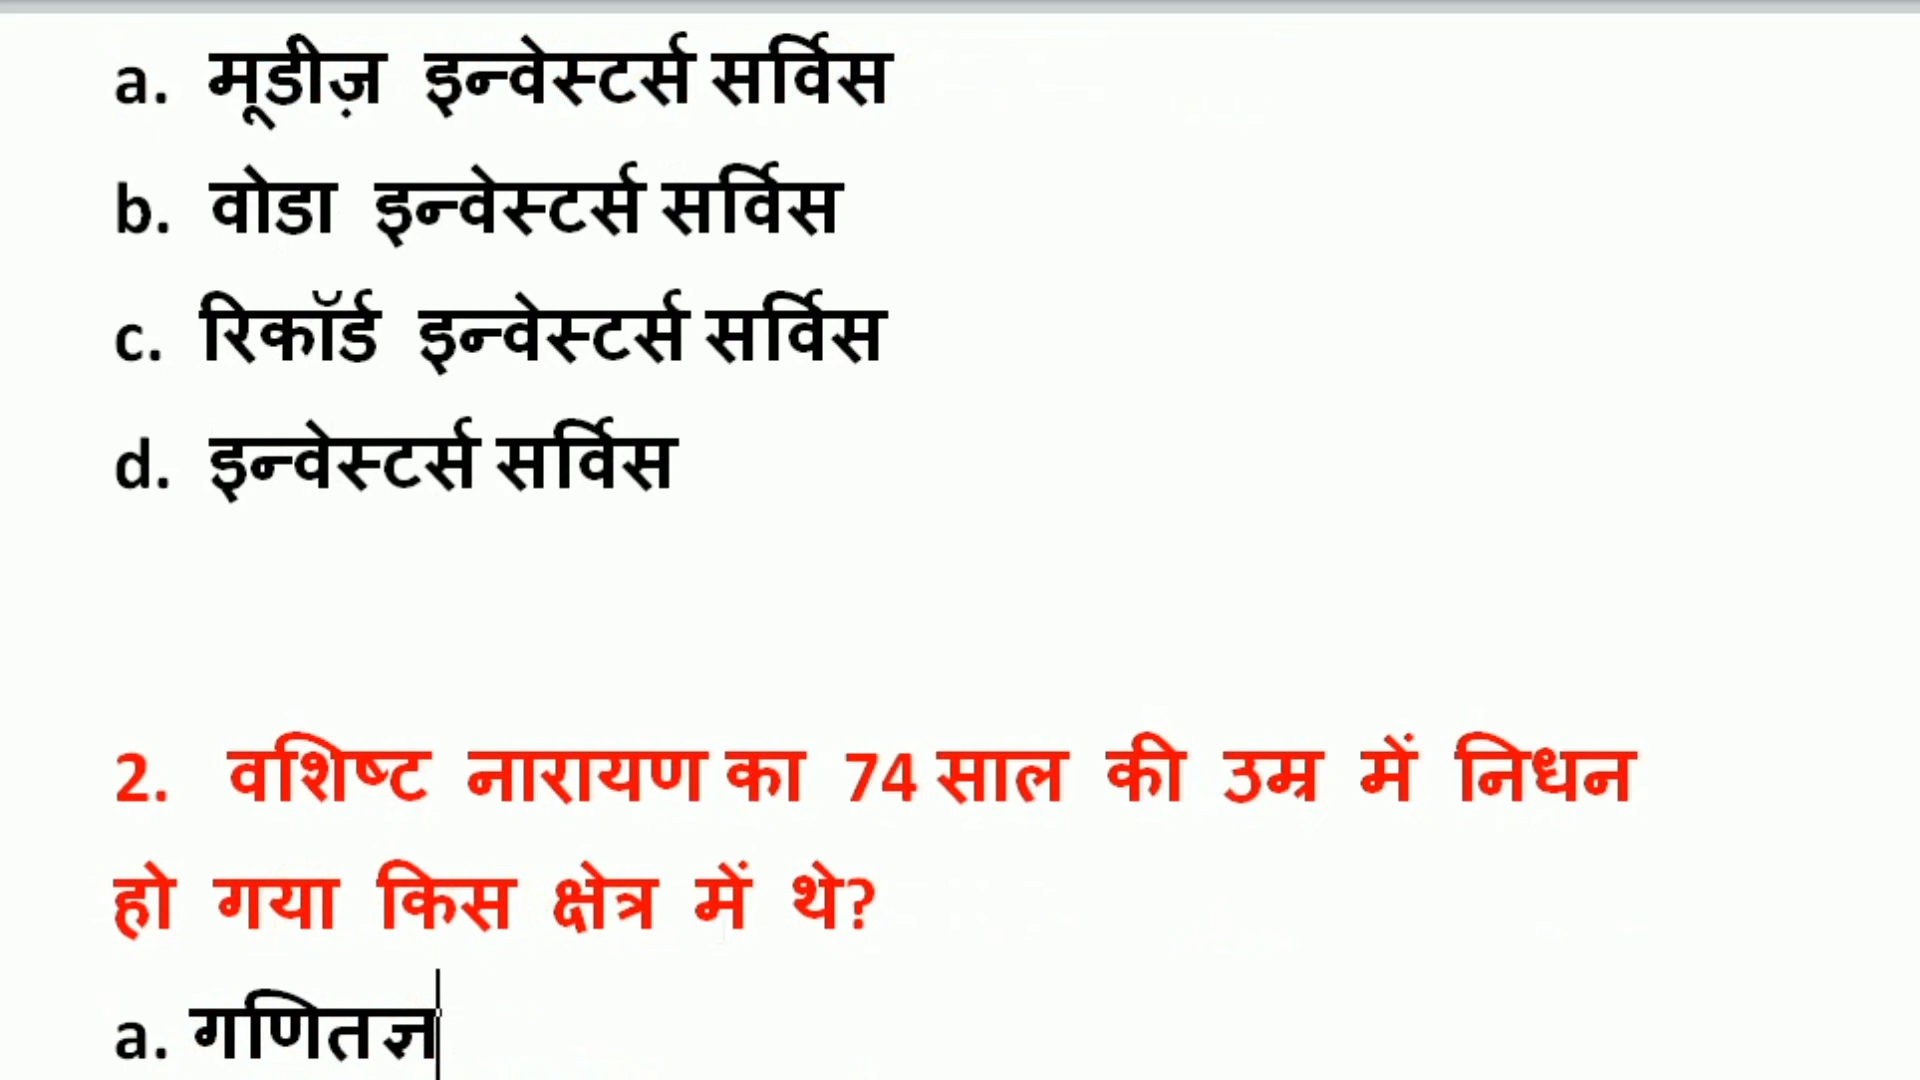 a. मूडीज़ इन्वेस्टर्स सर्विस
b. वोडा इन्वेस्टर्स सर्विस
c. रिकॉर्ड इन्वेस्टर्स सर्विस
d. इन्वेस्टर्स सर्विस
2. वशिष्ट नारायण का 74 साल की उम्र में निधन
हो गया किस क्षेत्र में थे?
a. गणितज्ञ